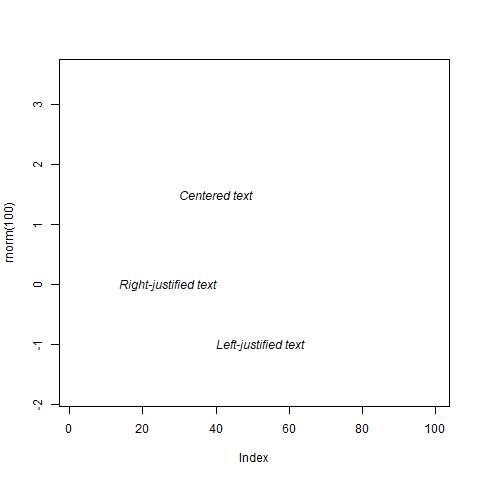 3
2
Centered text
1
rnorm(100)
Right-justified text
0
Left-justified text
-1
-2
0 20 40 60 80 100
Index